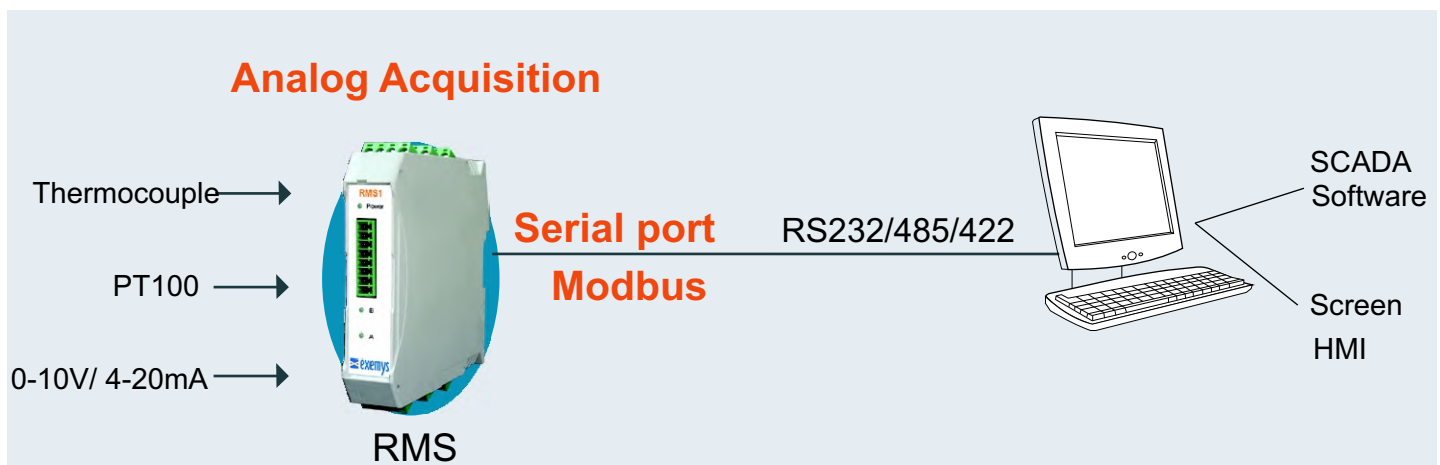 Analog Acquisition
Thermocouple
PT100
0-10V/ 4-20mA
RMS1
Power
B
A
exemys
RMS
Serial port
Modbus
RS232/485/422
SCADA
Software
Screen
HMI